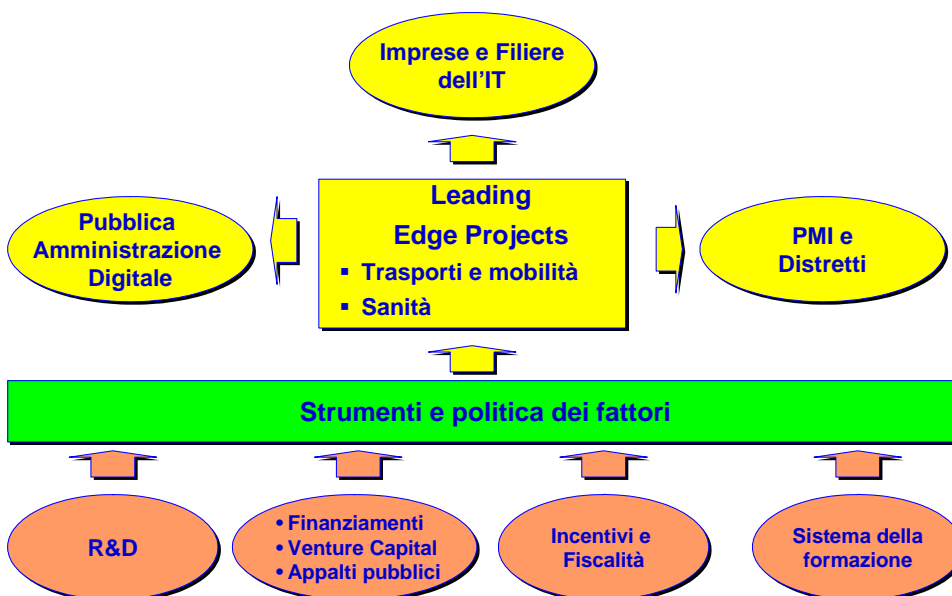 Imprese e Filiere
dell'IT
Leading
Edge Projects
▪ Trasporti e mobilità
▪ Sanità
Pubblica
Amministrazione
Digitale
PMI e
Distretti
Strumenti e politica dei fattori
R&D
• Finanziamenti
• Venture Capital
• Appalti pubblici
Incentivi e
Fiscalità
Sistema della
formazione